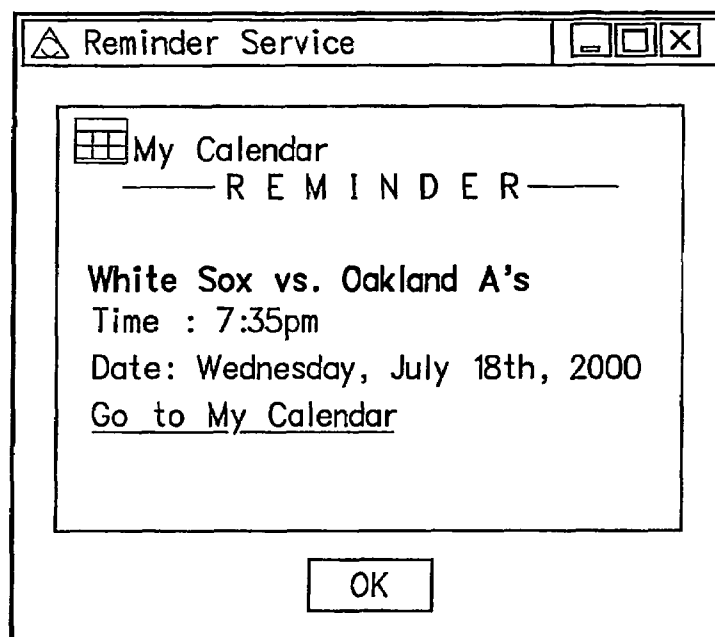 Reminder Service
My Calendar
REMINDER
White Sox vs. Oakland A's
Time : 7:35pm
Date: Wednesday, July 18th, 2000
Go to My Calendar
OK